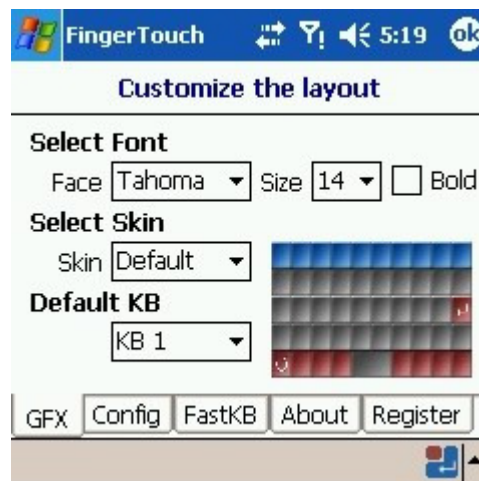 FingerTouch 5:19 ok
Customize the layout
Select Font
Face Tahoma Size 14 Bold
Select Skin
Skin Default
Default KB
KB 1
GFX Config FastKB About Register